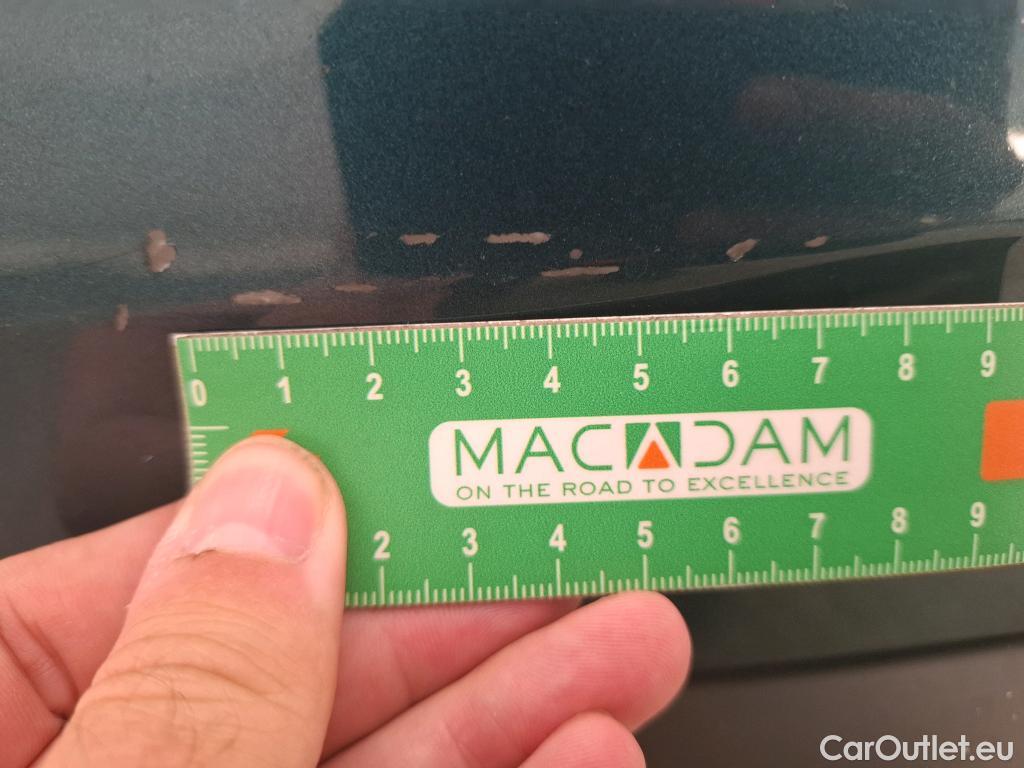 0 1 2 3 4 5 6 7 8 9
MACADAM
ON THE ROAD TO EXCELLENCE
2 3 4 5 6 7 8 9
CarOutlet.eu